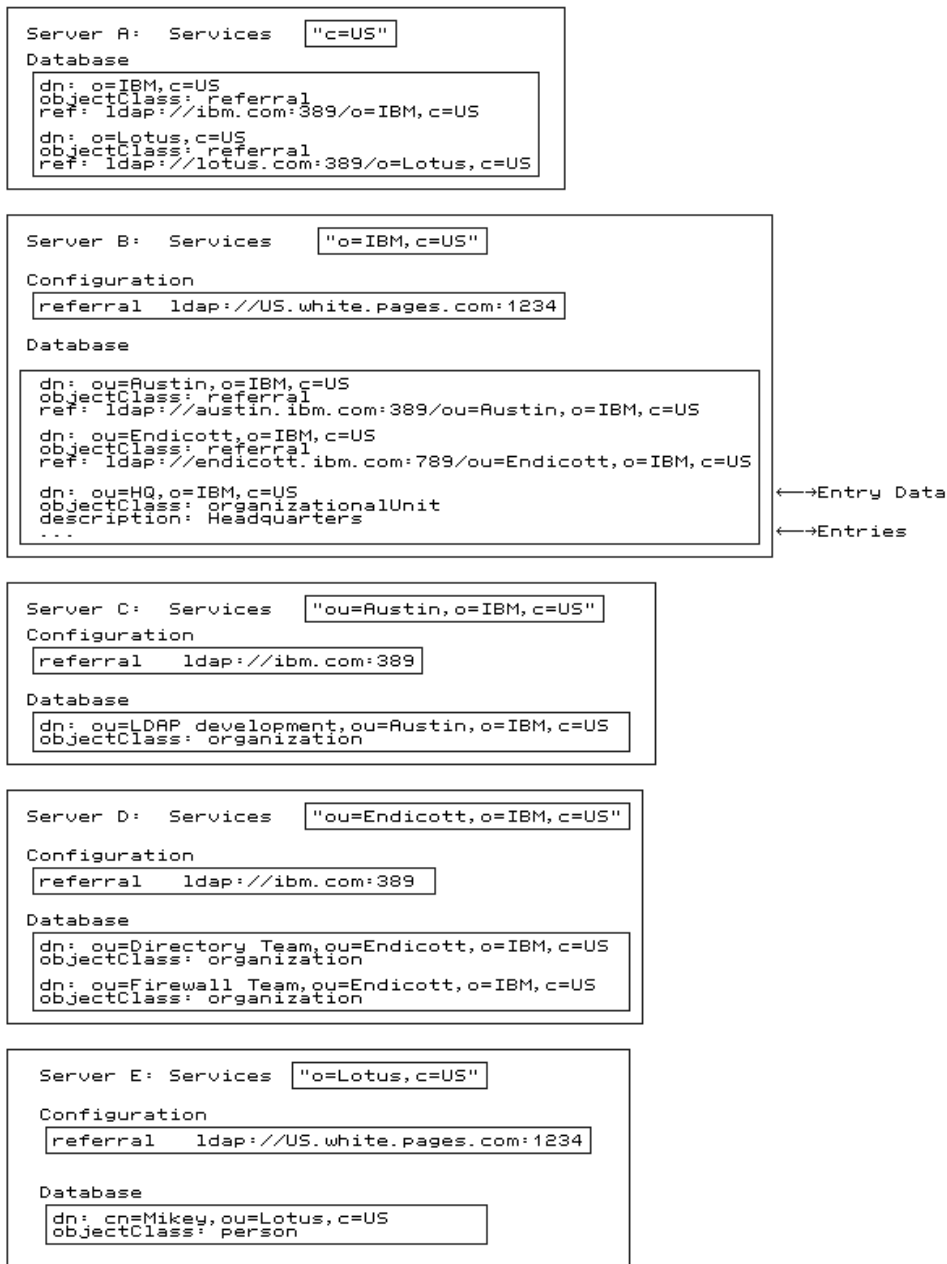 Server A: Services "c=US"
Database
dn: o=IBM,c=US
objectClass: referral
ref: ldap://ibm.com:389/o=IBM,c=US
dn: o=Lotus,c=US
objectClass: referral
ref: ldap://lotus.com:389/o=Lotus,c=US
Server B: Services "o=IBM,c=US"
Configuration
referral ldap://US.white.pages.com:1234
Database
dn: ou=Austin,o=IBM,c=US
objectClass: referral
ref: ldap://austin.ibm.com:389/ou=Austin,o=IBM,c=US
dn: ou=Endicott,o=IBM,c=US
objectClass: referral
ref: ldap://endicott.ibm.com:789/ou=Endicott,o=IBM,c=US
dn: ou=HQ,o=IBM,c=US ←→Entry Data
objectClass: organizationalUnit
description: Headquarters
... ←→Entries
Server C: Services "ou=Austin,o=IBM,c=US"
Configuration
referral ldap://ibm.com:389
Database
dn: ou=LDAP development,ou=Austin,o=IBM,c=US
objectClass: organization
Server D: Services "ou=Endicott,o=IBM,c=US"
Configuration
referral ldap://ibm.com:389
Database
dn: ou=Directory Team,ou=Endicott,o=IBM,c=US
objectClass: organization
dn: ou=Firewall Team,ou=Endicott,o=IBM,c=US
objectClass: organization
Server E: Services "o=Lotus,c=US"
Configuration
referral ldap://US.white.pages.com:1234
Database
dn: cn=Mikey,ou=Lotus,c=US
objectClass: person